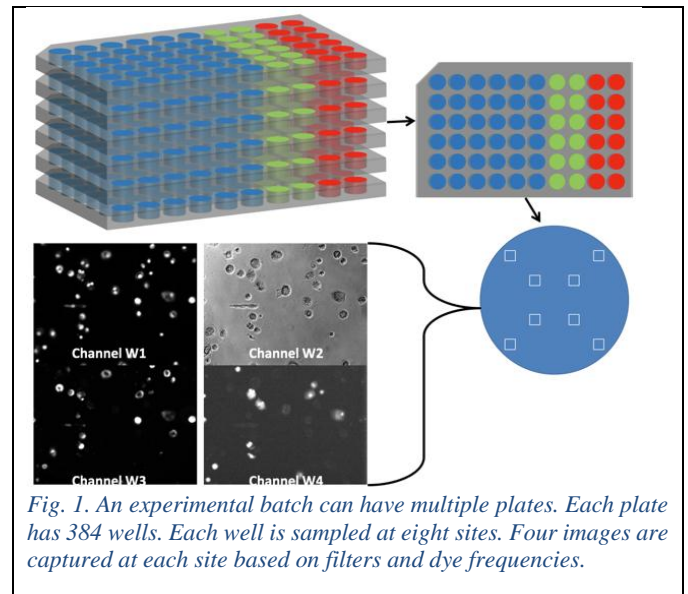 Channel W1
Channel W2
Channel W3
Channel W4
Fig. 1. An experimental batch can have multiple plates. Each plate
has 384 wells. Each well is sampled at eight sites. Four images are
captured at each site based on filters and dye frequencies.